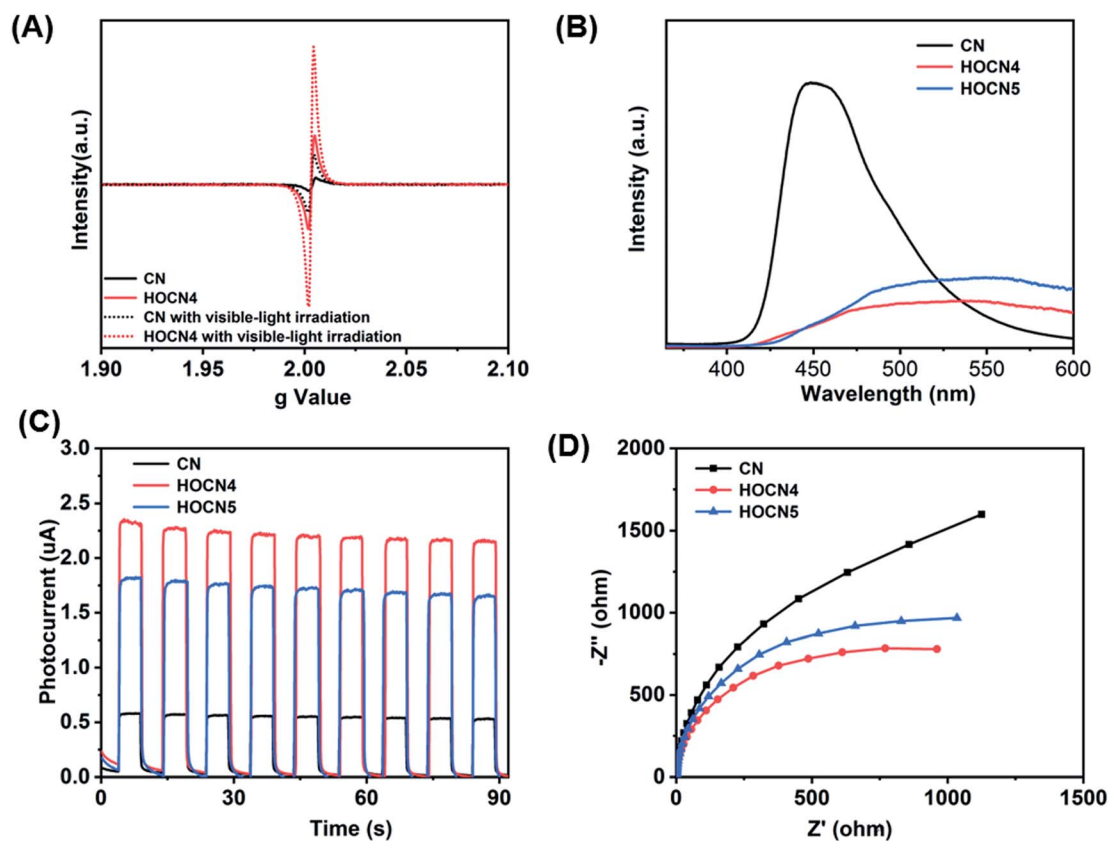 (A)
Intensity(a.u.)
CN
HOCN4
CN with visible-light irradiation
HOCN4 with visible-light irradiation
1.90 1.95 2.00 2.05 2.10
g Value
(B)
Intensity (a.u.)
CN
HOCN4
HOCN5
400 450 500 550 600
Wavelength (nm)
(C)
Photocurrent (uA)
3.0
2.5
2.0
1.5
1.0
0.5
0.0
CN
HOCN4
HOCN5
0 30 60 90
Time (s)
(D)
-Z'' (ohm)
2000
1500
1000
500
0
CN
HOCN4
HOCN5
0 500 1000 1500
Z' (ohm)